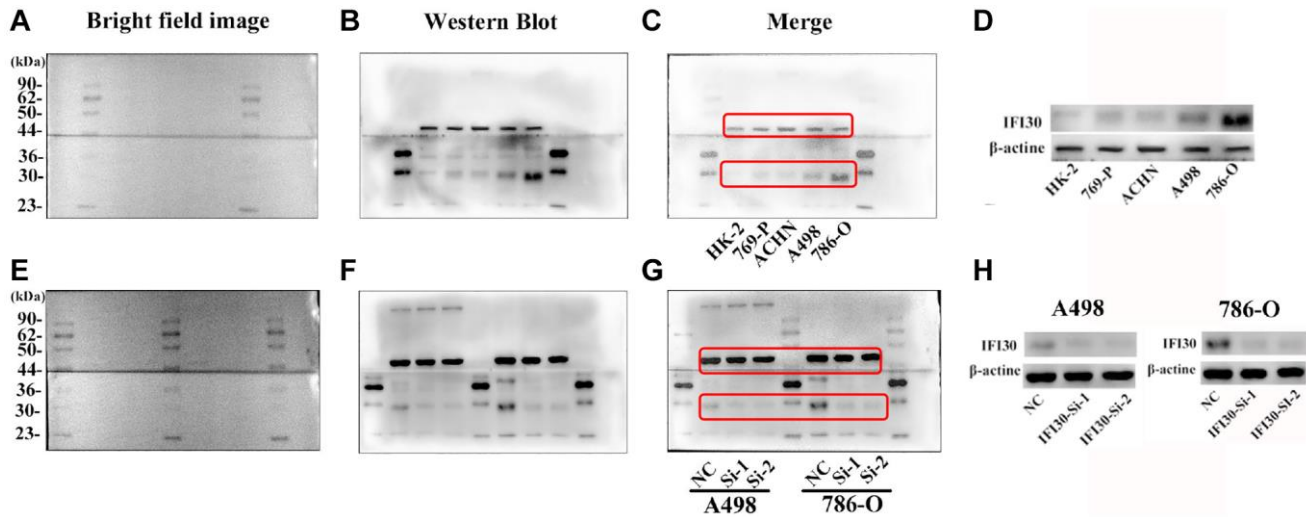 A Bright field image
B Western Blot
C Merge
D
(kDa)
90-
62-
50-
44-
36-
30-
23-
HK-2
769-P
ACHN
A498
786-O
IFI30
β-actine
HK-2
769-P
ACHN
A498
786-O
E
F
G
H
(kDa)
90-
62-
50-
44-
36-
30-
23-
NC Si-1 Si-2
NC Si-1 Si-2
A498
786-O
A498
786-O
IFI30
β-actine
NC
IFI30-Si-1
IFI30-Si-2
IFI30
β-actine
NC
IFI30-Si-1
IFI30-Si-2